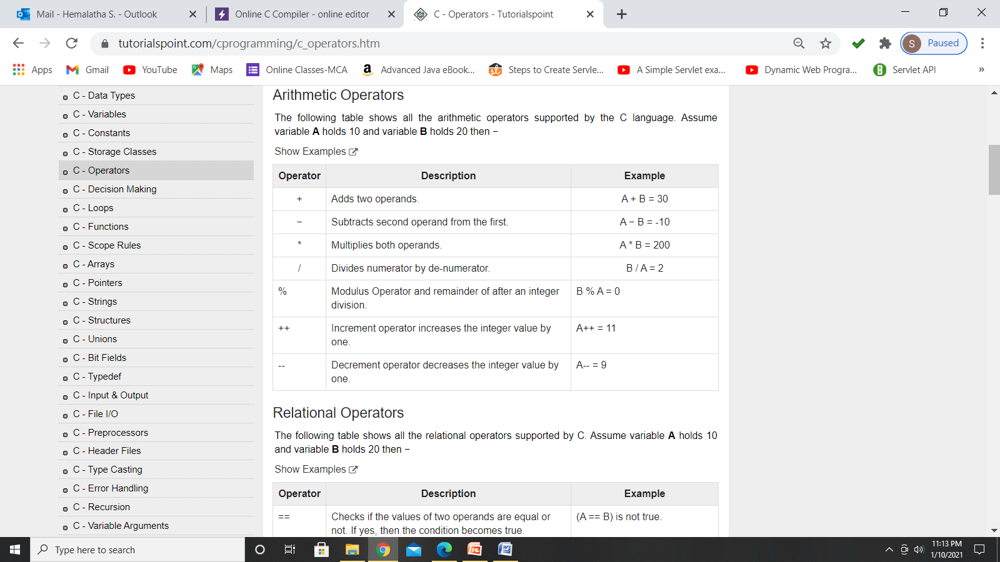 Mail - Hemalatha S. - Outlook
Online C Compiler - online editor
C - Operators - Tutorialspoint
tutorialspoint.com/cprogramming/c_operators.htm
S Paused
Apps Gmail YouTube Maps Online Classes-MCA Advanced Java eBook... Steps to Create Servle... A Simple Servlet exa... Dynamic Web Progra... Servlet API »
C - Data Types
C - Variables
C - Constants
C - Storage Classes
C - Operators
C - Decision Making
C - Loops
C - Functions
C - Scope Rules
C - Arrays
C - Pointers
C - Strings
C - Structures
C - Unions
C - Bit Fields
C - Typedef
C - Input & Output
C - File I/O
C - Preprocessors
C - Header Files
C - Type Casting
C - Error Handling
C - Recursion
C - Variable Arguments
Arithmetic Operators
The following table shows all the arithmetic operators supported by the C language. Assume
variable A holds 10 and variable B holds 20 then −
Show Examples
Operator Description Example
+ Adds two operands. A + B = 30
− Subtracts second operand from the first. A − B = -10
* Multiplies both operands. A * B = 200
/ Divides numerator by de-numerator. B / A = 2
% Modulus Operator and remainder of after an integer B % A = 0
division.
++ Increment operator increases the integer value by A++ = 11
one.
-- Decrement operator decreases the integer value by A-- = 9
one.
Relational Operators
The following table shows all the relational operators supported by C. Assume variable A holds 10
and variable B holds 20 then −
Show Examples
Operator Description Example
== Checks if the values of two operands are equal or (A == B) is not true.
not. If yes, then the condition becomes true.
Type here to search
11:13 PM
1/10/2021